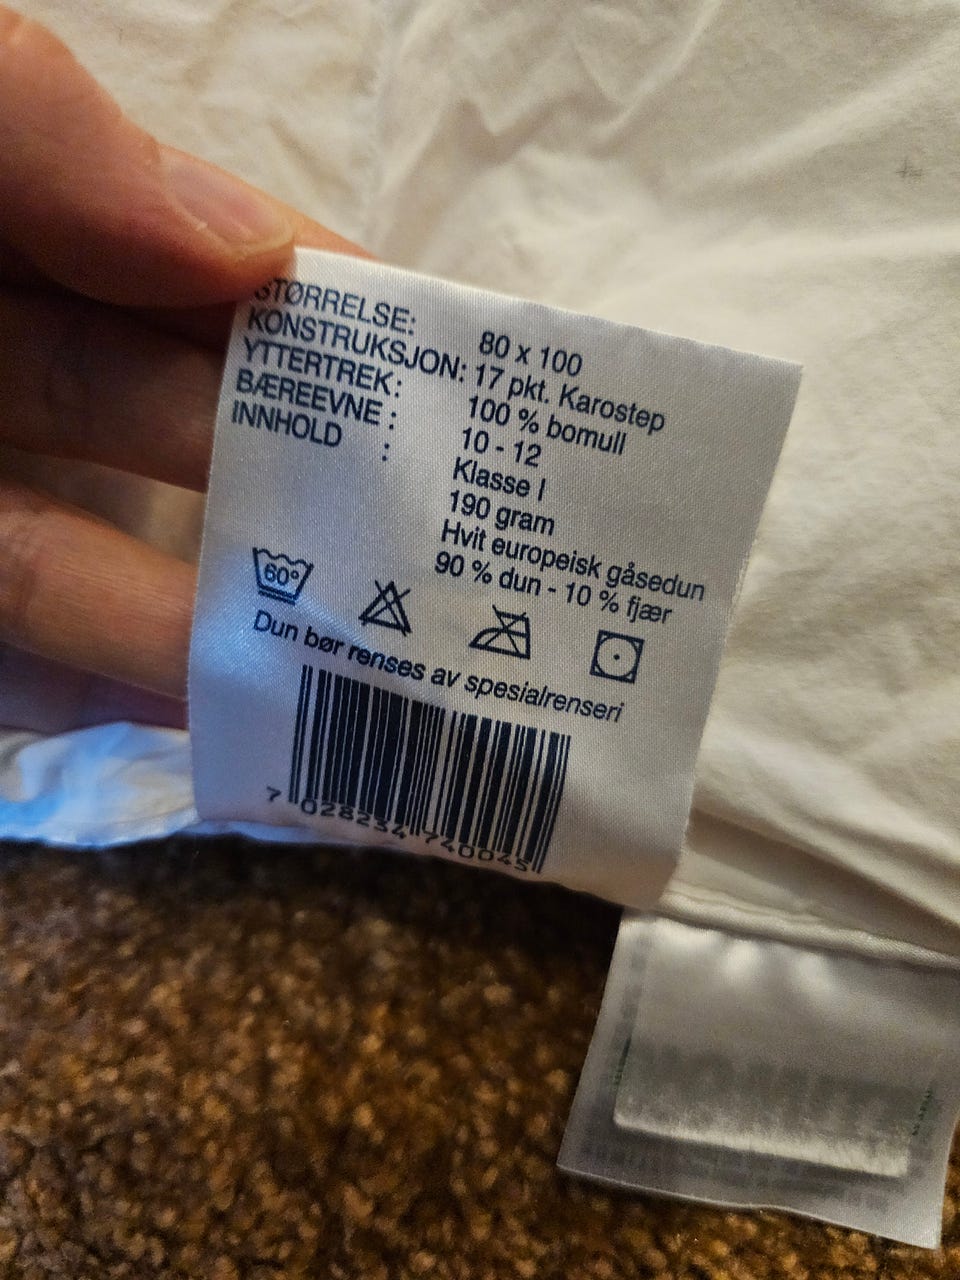 STØRRELSE: 80 x 100
KONSTRUKSJON: 17 pkt. Karostep
YTTERTREK: 100 % bomull
BÆREEVNE : 10 - 12
INNHOLD : Klasse I
190 gram
Hvit europeisk gåsedun
90 % dun - 10 % fjær
60°
Dun bør renses av spesialrenseri
7 028234 740045